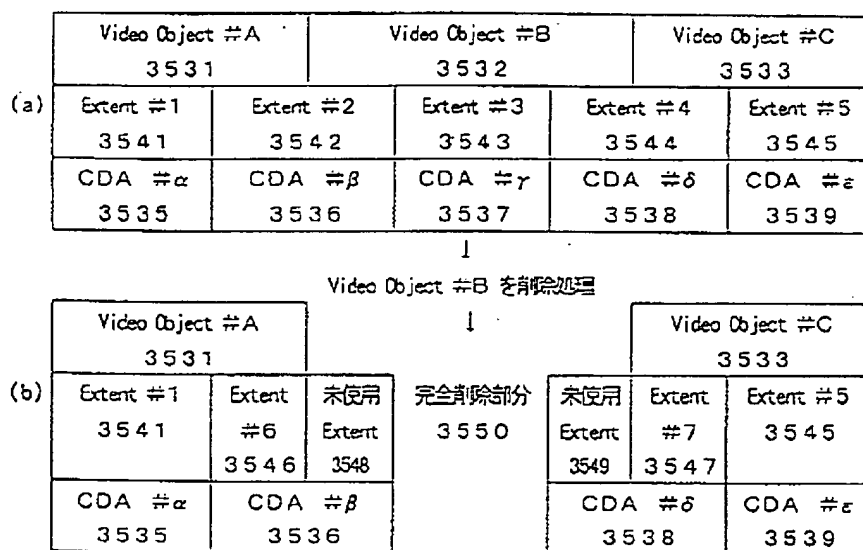 Video Object #A Video Object #B Video Object #C
3531 3532 3533
(a) Extent #1 Extent #2 Extent #3 Extent #4 Extent #5
3541 3542 3543 3544 3545
CDA #α CDA #β CDA #γ CDA #δ CDA #ε
3535 3536 3537 3538 3539
↓
Video Object #B を削除処理
↓
Video Object #A Video Object #C
3531 3533
(b) Extent #1 Extent 未使用 完全削除部分 未使用 Extent Extent #5
3541 #6 Extent 3550 Extent #7 3545
3546 3548 3549 3547
CDA #α CDA #β CDA #δ CDA #ε
3535 3536 3538 3539